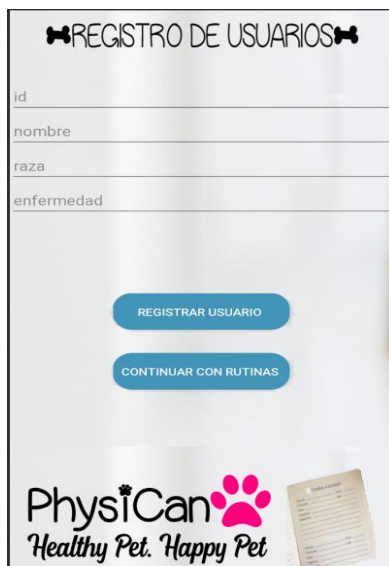 REGISTRO DE USUARIOS
id
nombre
raza
enfermedad
REGISTRAR USUARIO
CONTINUAR CON RUTINAS
PhysiCan
Healthy Pet. Happy Pet